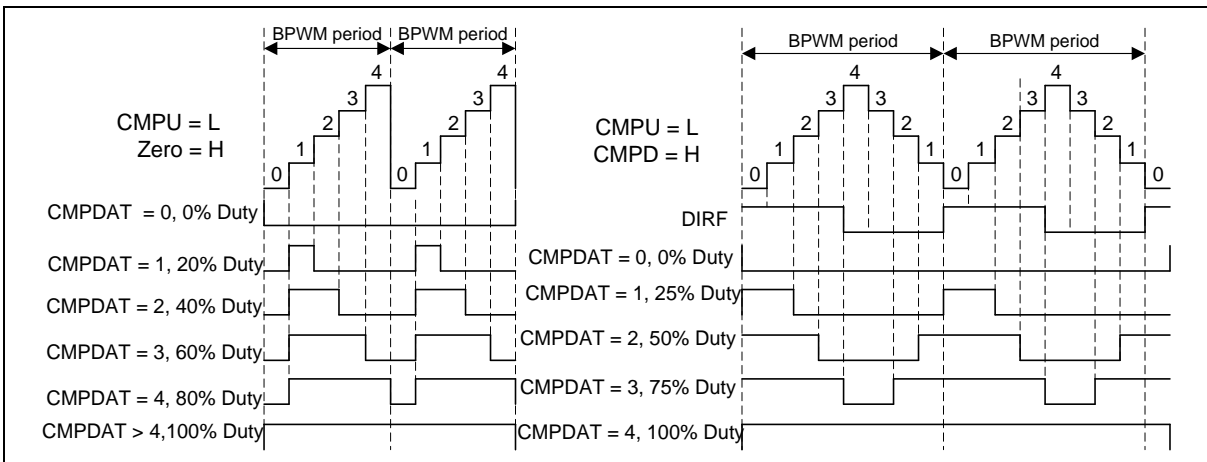 BPWM period
BPWM period
4
4
3
3
2
2
1
1
0
0
CMPU = L
Zero = H
CMPDAT = 0, 0% Duty
CMPDAT = 1, 20% Duty
CMPDAT = 2, 40% Duty
CMPDAT = 3, 60% Duty
CMPDAT = 4, 80% Duty
CMPDAT > 4,100% Duty
BPWM period
BPWM period
4
4
3
3
3
3
2
2
2
2
1
1
1
1
0
0
0
CMPU = L
CMPD = H
DIRF
CMPDAT = 0, 0% Duty
CMPDAT = 1, 25% Duty
CMPDAT = 2, 50% Duty
CMPDAT = 3, 75% Duty
CMPDAT = 4, 100% Duty